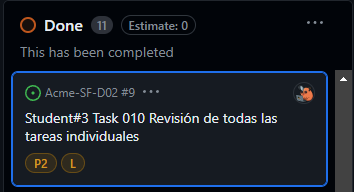 Done 11 Estimate: 0 ...
This has been completed
Acme-SF-D02 #9 ...
Student#3 Task 010 Revisión de todas las
tareas individuales
P2 L